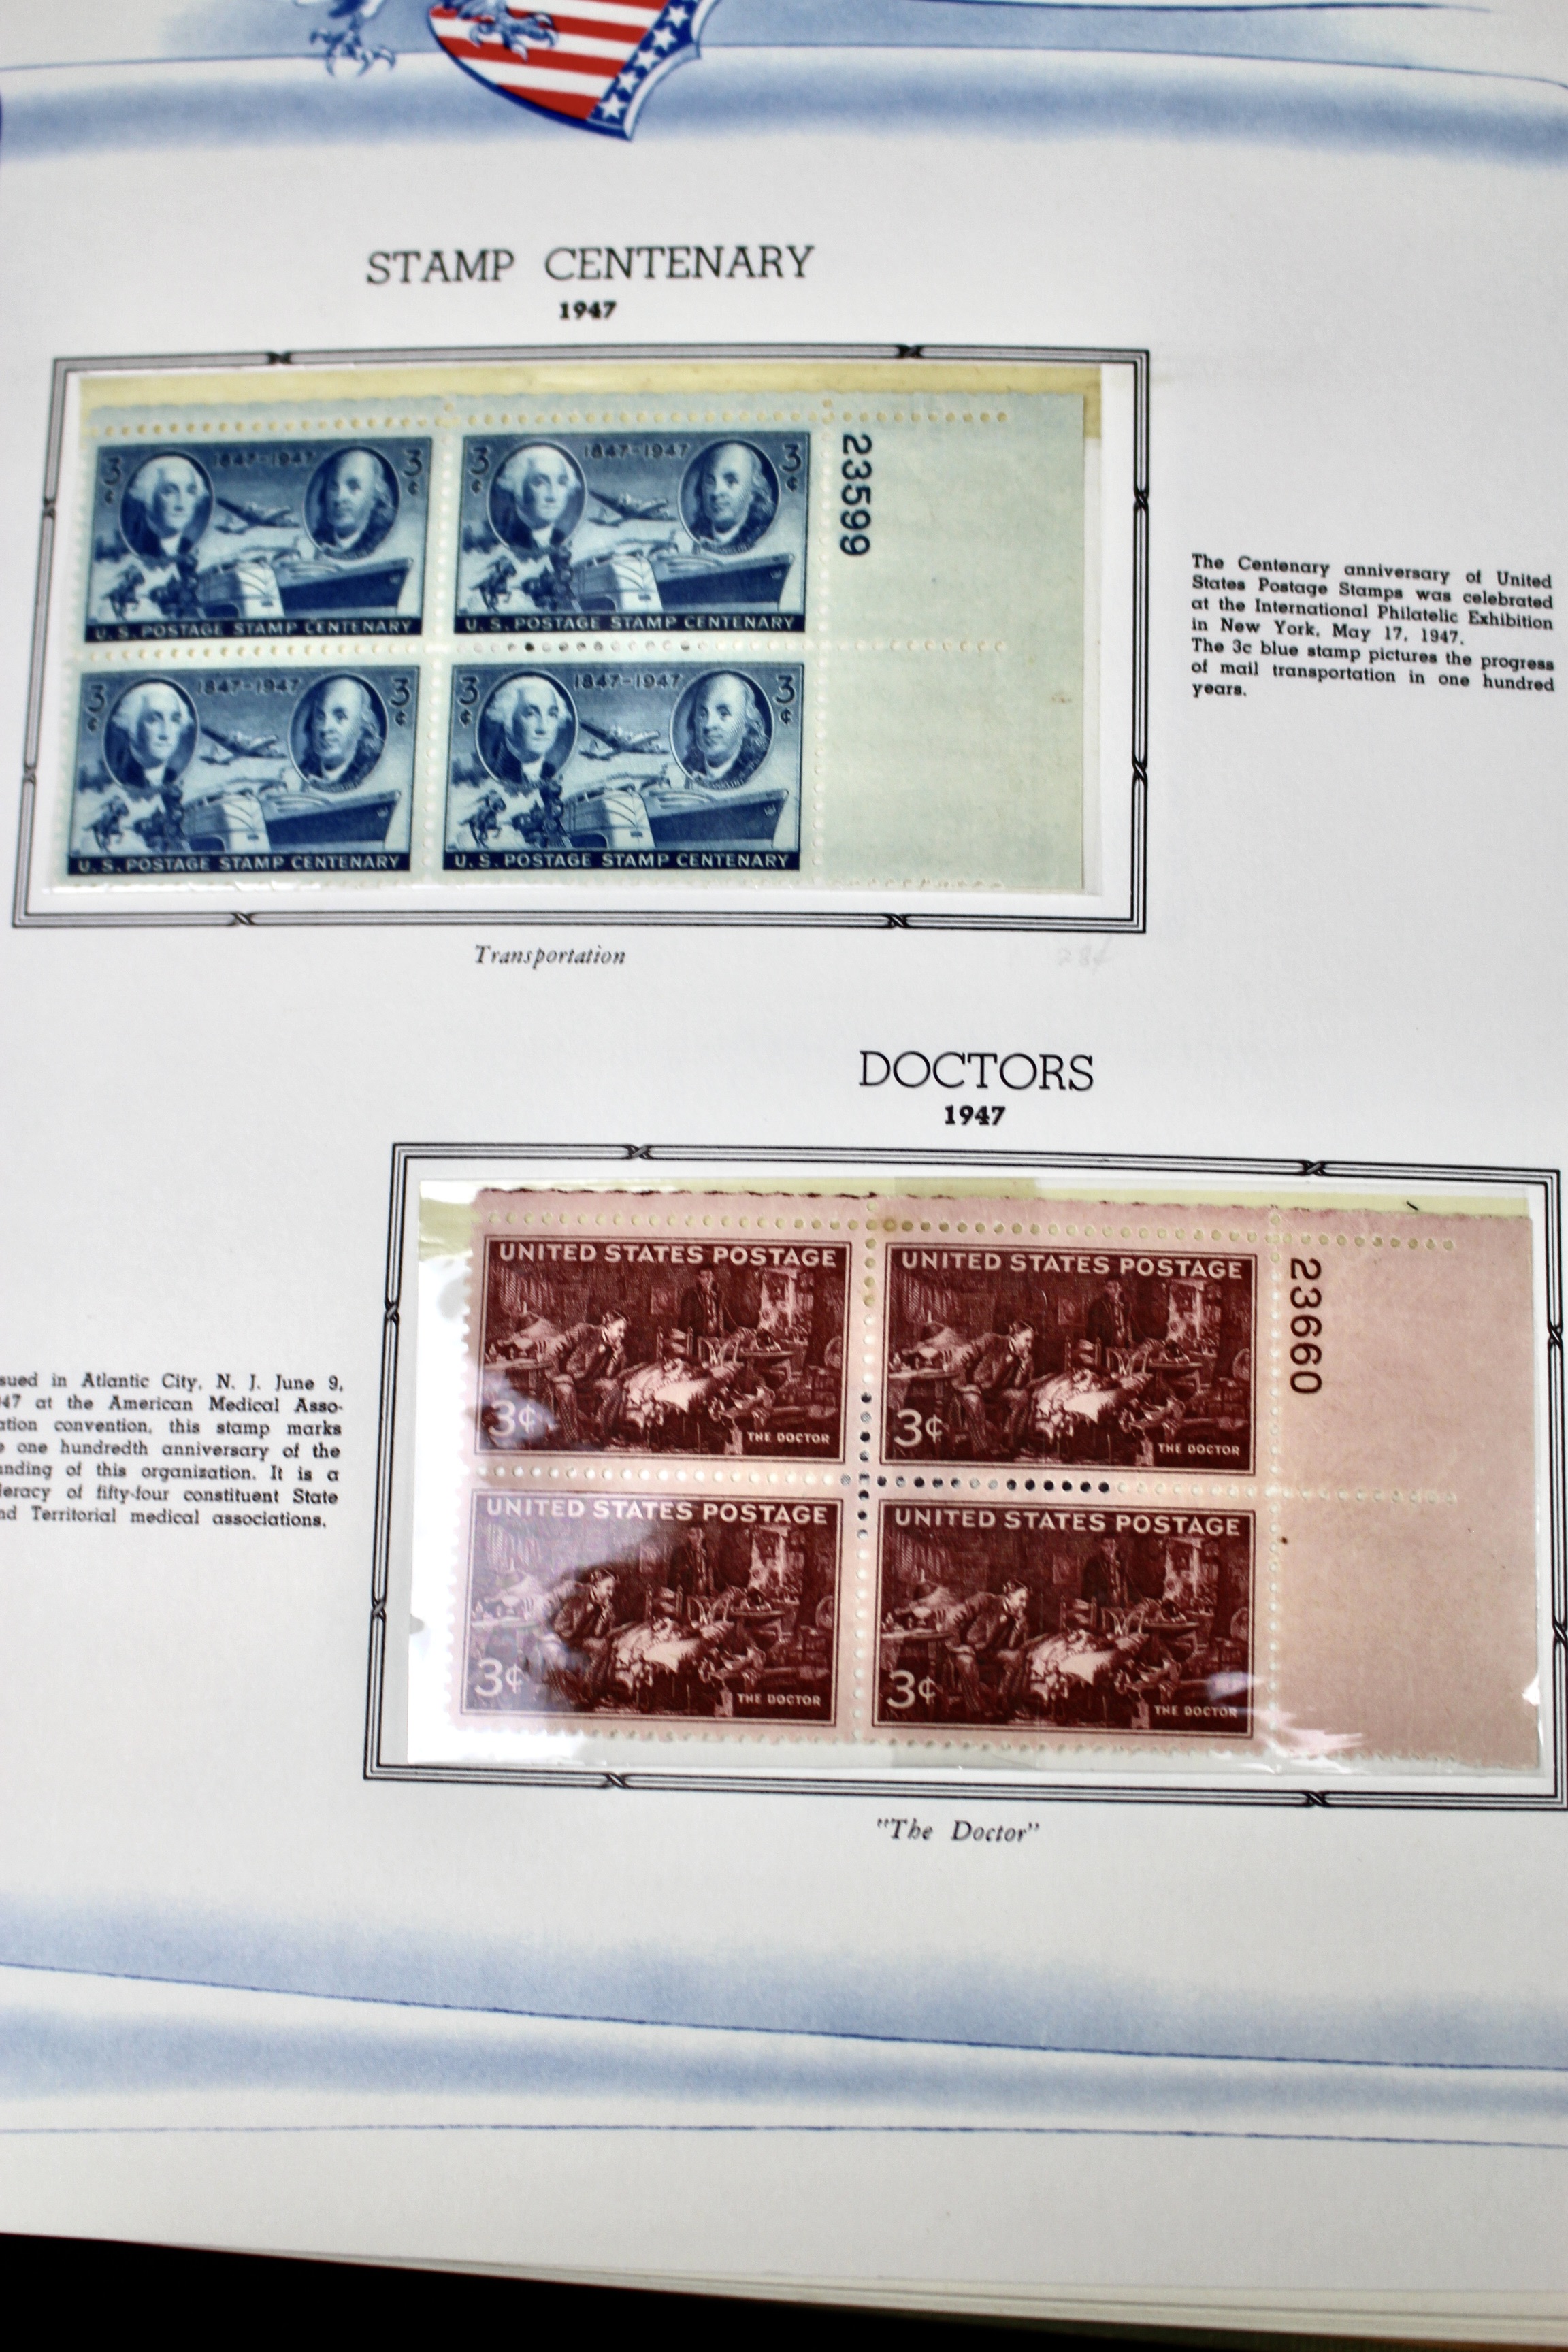 STAMP CENTENARY
1947
3¢ 1847-1947 3¢
U. S. POSTAGE STAMP CENTENARY
3¢ 1847-1947 3¢
U. S. POSTAGE STAMP CENTENARY
23599
3¢ 1847-1947 3¢
U. S. POSTAGE STAMP CENTENARY
3¢ 1847-1947 3¢
U. S. POSTAGE STAMP CENTENARY
The Centenary anniversary of United
States Postage Stamps was celebrated
at the International Philatelic Exhibition
in New York, May 17, 1947.
The 3c blue stamp pictures the progress
of mail transportation in one hundred
years.
Transportation
28¢
DOCTORS
1947
UNITED STATES POSTAGE
3¢ THE DOCTOR
UNITED STATES POSTAGE
3¢ THE DOCTOR
23660
UNITED STATES POSTAGE
3¢ THE DOCTOR
UNITED STATES POSTAGE
3¢ THE DOCTOR
sued in Atlantic City, N. J. June 9,
47 at the American Medical Asso-
ation convention, this stamp marks
e one hundredth anniversary of the
nding of this organization. It is a
deracy of fifty-four constituent State
nd Territorial medical associations.
"The Doctor"